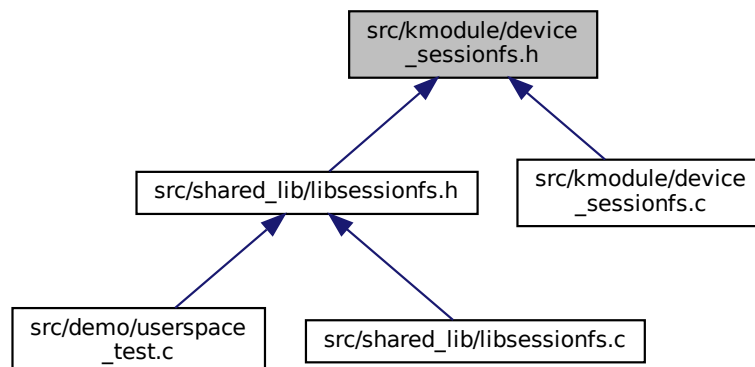 src/kmodule/device
_sessionfs.h
src/shared_lib/libsessionfs.h
src/kmodule/device
_sessionfs.c
src/demo/userspace
_test.c
src/shared_lib/libsessionfs.c